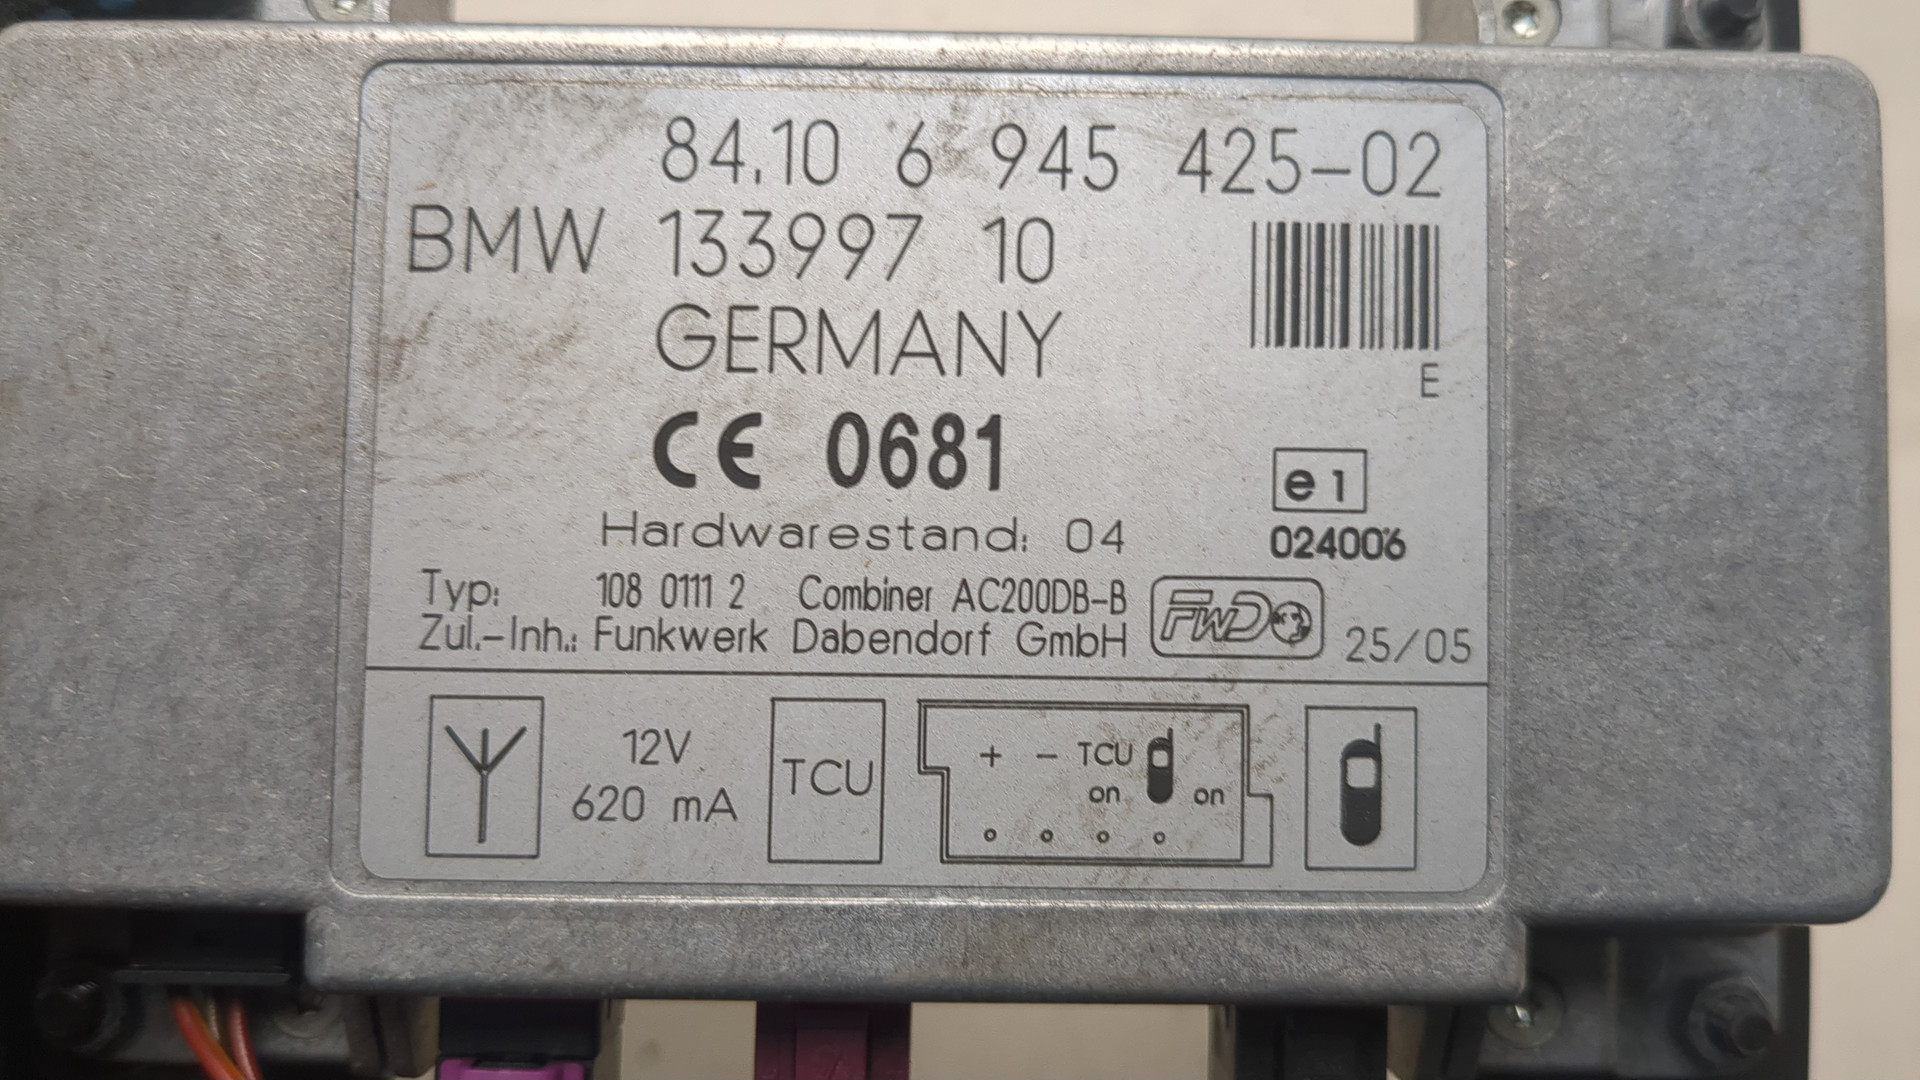 84.10 6 945 425-02
BMW 133997 10
GERMANY
E
CE 0681
e1
024006
Hardwarestand: 04
Typ: 108 0111 2 Combiner AC200DB-B
Zul.-Inh.: Funkwerk Dabendorf GmbH
FWD
25/05
12V
620 mA
TCU
+ - TCU
on on